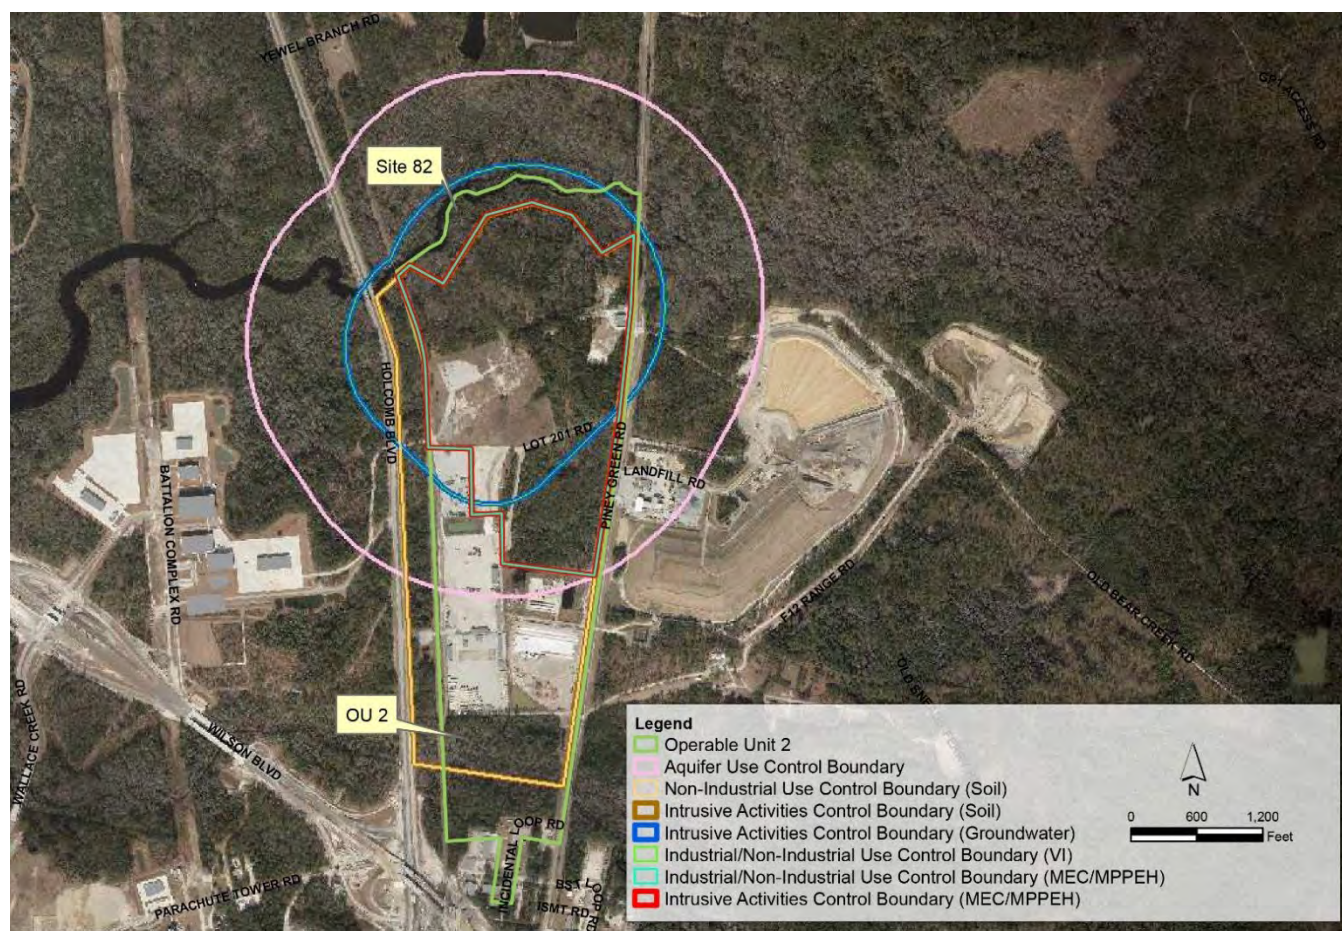 YEWEL BRANCH RD
GP1 ACCESS RD
Site 82
HOLCOMB BLVD
LOT 201 RD
PINEY GREEN RD
LANDFILL RD
BATTALION COMPLEX RD
F12 RANGE RD
OLD BEAR CREEK RD
WALLACE CREEK RD
WILSON BLVD
OU 2
INCIDENTAL LOOP RD
PARACHUTE TOWER RD
BST
ISMT RD
LOOP RD
Legend
Operable Unit 2
Aquifer Use Control Boundary
Non-Industrial Use Control Boundary (Soil)
Intrusive Activities Control Boundary (Soil)
Intrusive Activities Control Boundary (Groundwater)
Industrial/Non-Industrial Use Control Boundary (VI)
Industrial/Non-Industrial Use Control Boundary (MEC/MPPEH)
Intrusive Activities Control Boundary (MEC/MPPEH)
N
0 600 1,200
Feet